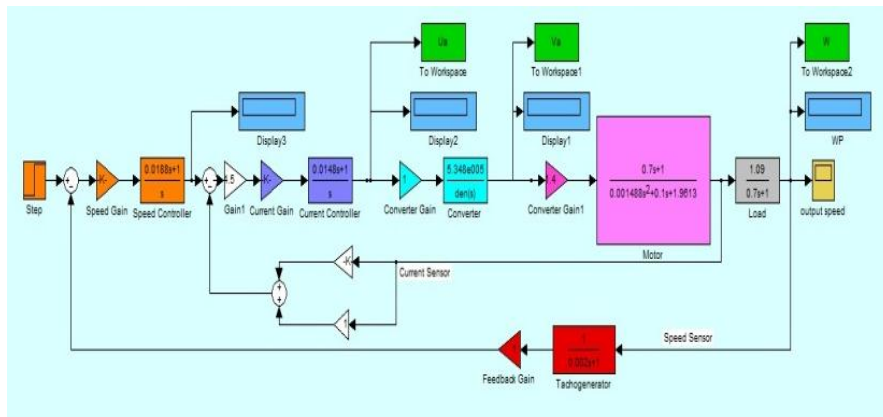 Ua
To Workspace
Va
To Workspace1
W
To Workspace2
Display3
Display2
Display1
WP
Step
-K-
Speed Gain
0.0188s+1
s
Speed Controller
Gain1
-K-
Current Gain
0.0148s+1
s
Current Controller
1
Converter Gain
5.348e005
den(s)
Converter
Converter Gain1
0.7s+1
0.001488s²+0.1s+1.9613
Motor
1.09
0.7s+1
Load
output speed
-K-
Current Sensor
1
Feedback Gain
1
0.002s+1
Tachogenerator
Speed Sensor